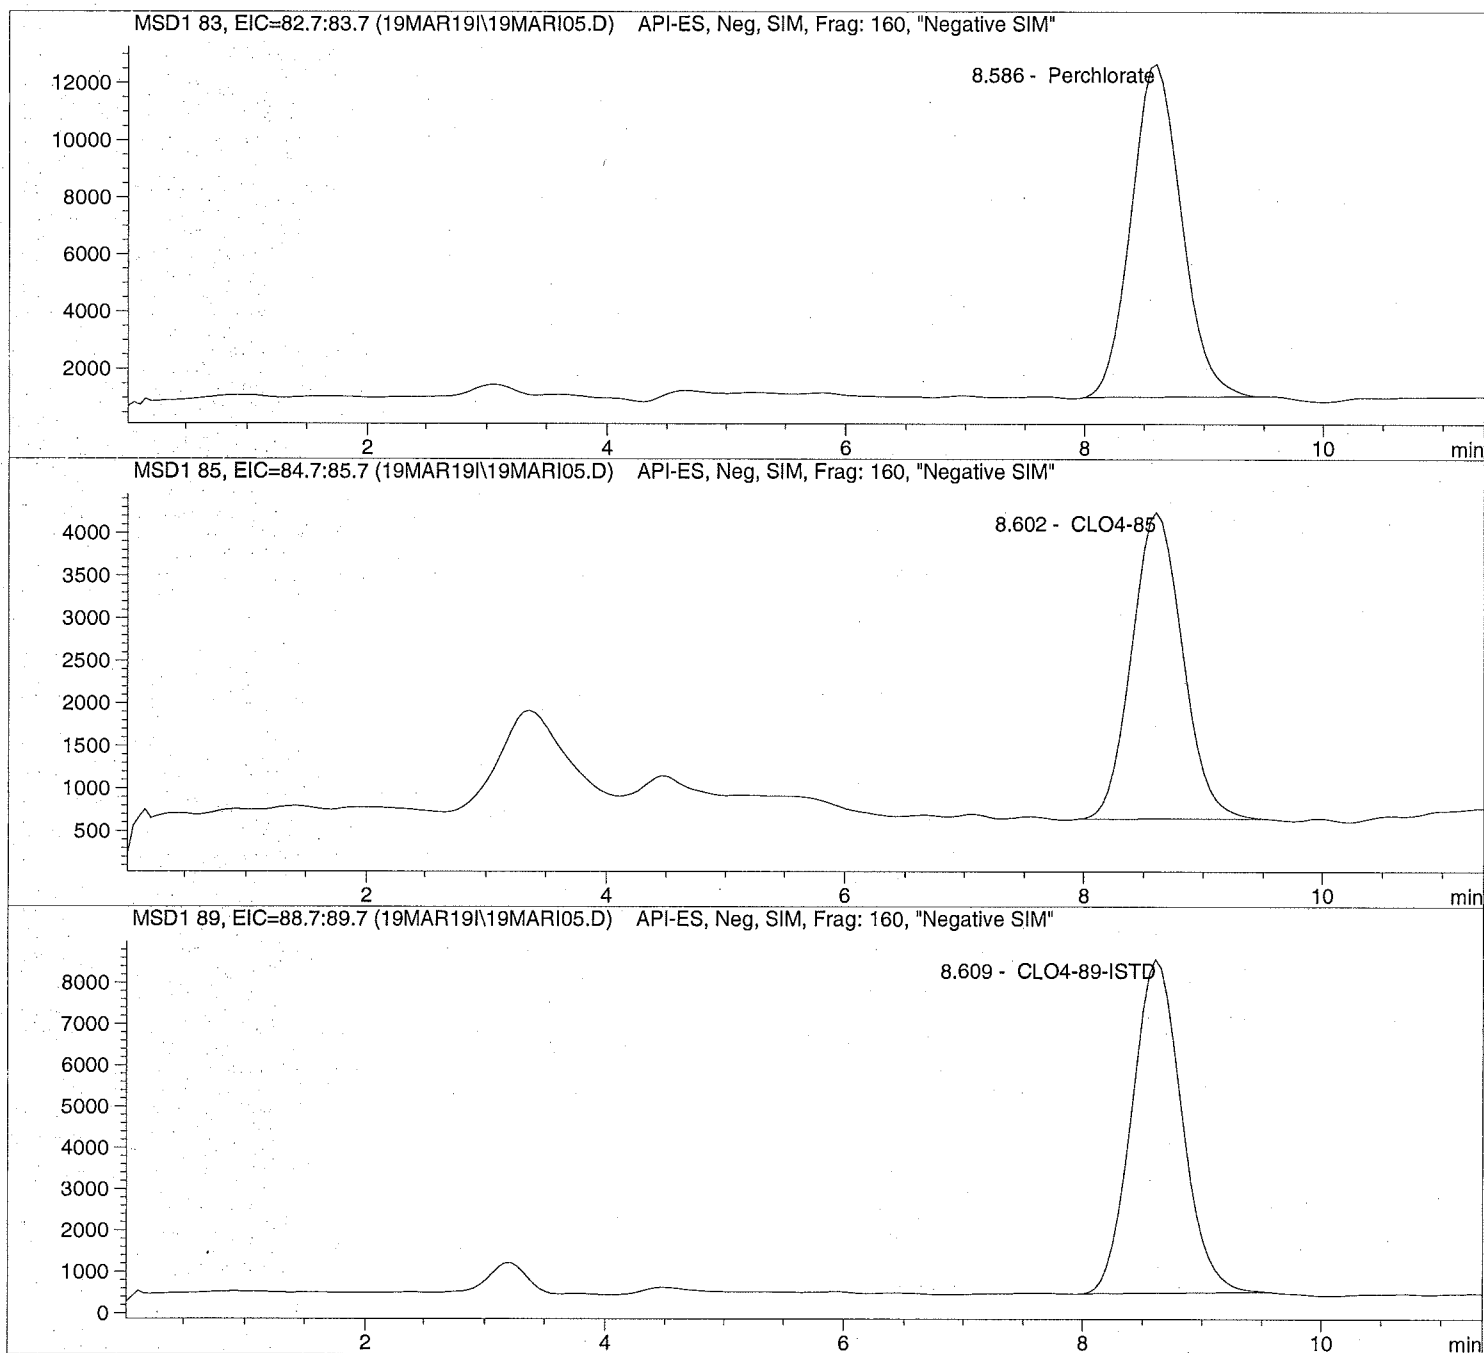 MSD1 83, EIC=82.7:83.7 (19MAR19I\19MARI05.D) API-ES, Neg, SIM, Frag: 160, "Negative SIM"
8.586 - Perchlorate
12000
10000
8000
6000
4000
2000
2 4 6 8 10 min
MSD1 85, EIC=84.7:85.7 (19MAR19I\19MARI05.D) API-ES, Neg, SIM, Frag: 160, "Negative SIM"
8.602 - CLO4-85
4000
3500
3000
2500
2000
1500
1000
500
2 4 6 8 10 min
MSD1 89, EIC=88.7:89.7 (19MAR19I\19MARI05.D) API-ES, Neg, SIM, Frag: 160, "Negative SIM"
8.609 - CLO4-89-ISTD
8000
7000
6000
5000
4000
3000
2000
1000
0
2 4 6 8 10 min